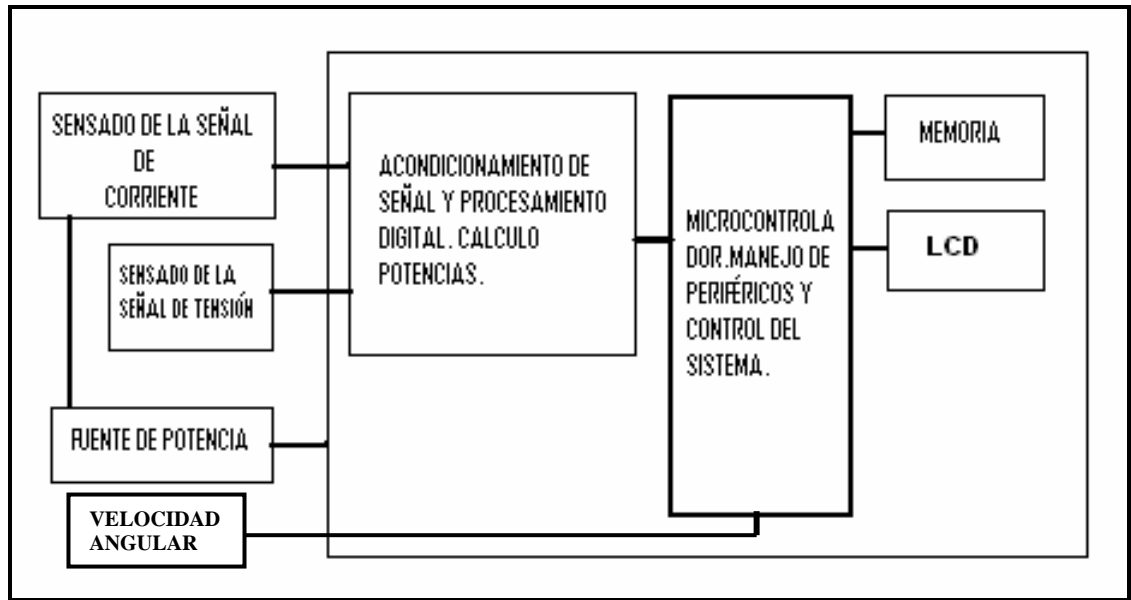 SENSADO DE LA SEÑAL
DE
CORRIENTE
SENSADO DE LA
SEÑAL DE TENSIÓN
FUENTE DE POTENCIA
VELOCIDAD
ANGULAR
ACONDICIONAMIENTO DE
SEÑAL Y PROCESAMIENTO
DIGITAL. CALCULO
POTENCIAS.
MICROCONTROLA
DOR.MANEJO DE
PERIFÉRICOS Y
CONTROL DEL
SISTEMA.
MEMORIA
LCD